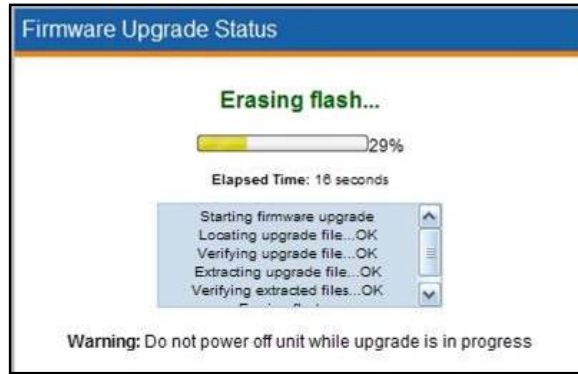 Firmware Upgrade Status
Erasing flash...
29%
Elapsed Time: 16 seconds
Starting firmware upgrade
Locating upgrade file...OK
Verifying upgrade file...OK
Extracting upgrade file...OK
Verifying extracted files...OK
Warning: Do not power off unit while upgrade is in progress